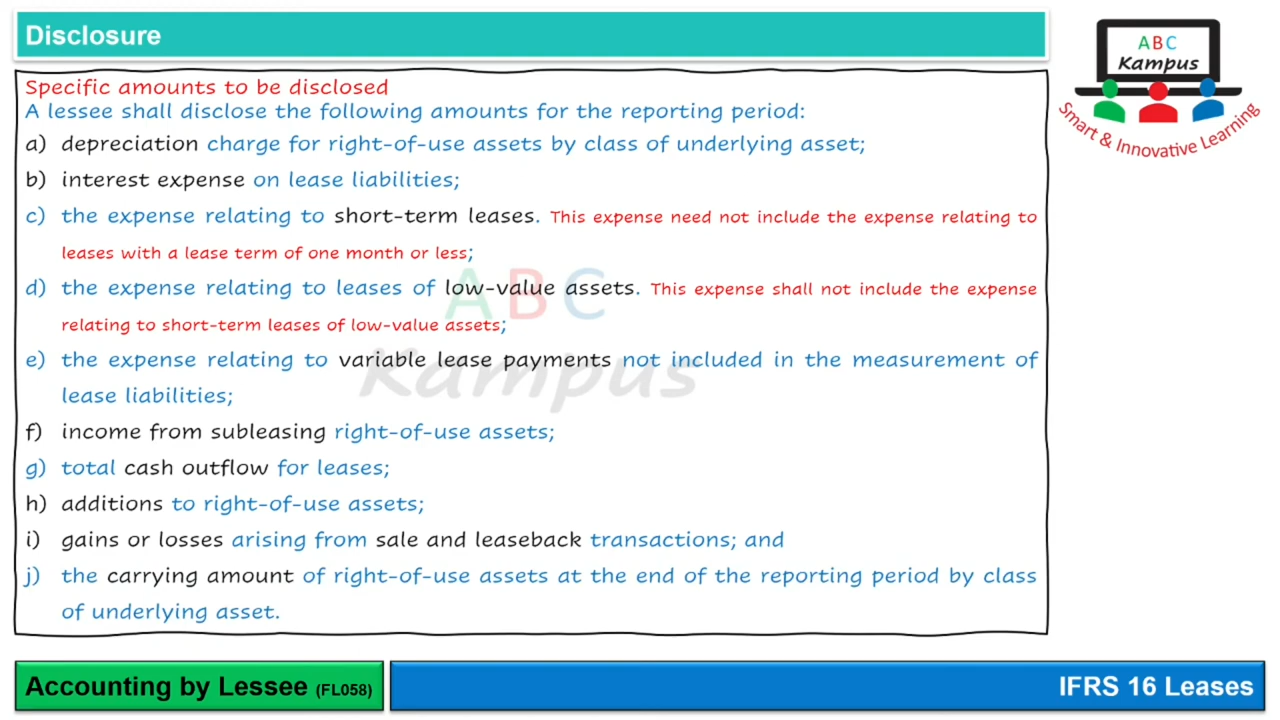 Disclosure
A B C
Kampus
Smart & Innovative Learning
Specific amounts to be disclosed
A lessee shall disclose the following amounts for the reporting period:
a) depreciation charge for right-of-use assets by class of underlying asset;
b) interest expense on lease liabilities;
c) the expense relating to short-term leases. This expense need not include the expense relating to
leases with a lease term of one month or less;
d) the expense relating to leases of low-value assets. This expense shall not include the expense
relating to short-term leases of low-value assets;
e) the expense relating to variable lease payments not included in the measurement of
lease liabilities;
f) income from subleasing right-of-use assets;
g) total cash outflow for leases;
h) additions to right-of-use assets;
i) gains or losses arising from sale and leaseback transactions; and
j) the carrying amount of right-of-use assets at the end of the reporting period by class
of underlying asset.
A B C
Kampus
Accounting by Lessee (FL058)
IFRS 16 Leases